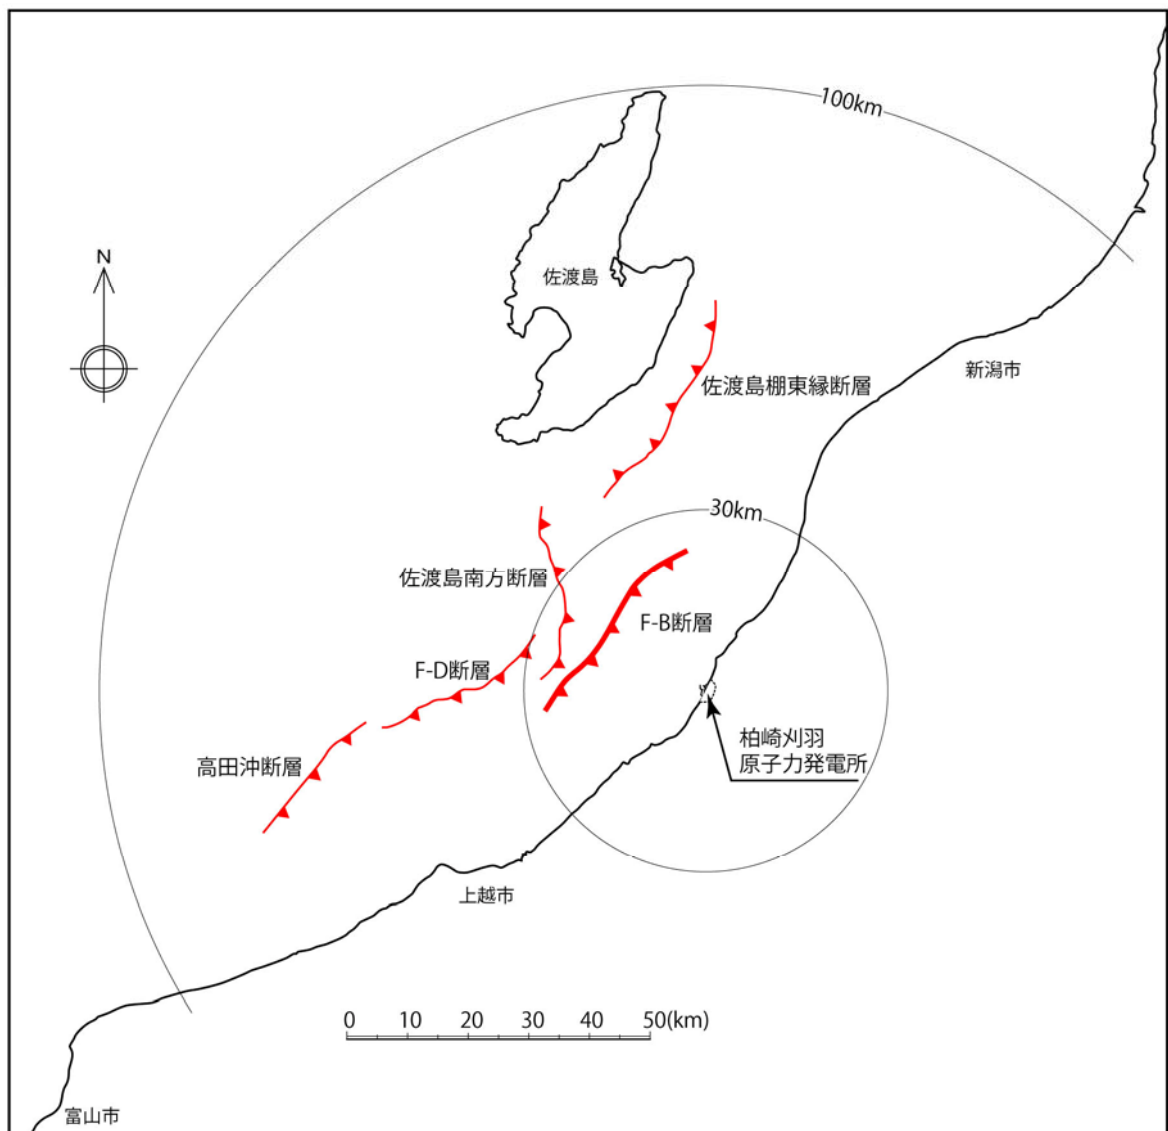 100km
N
佐渡島
新潟市
佐渡島棚東縁断層
30km
佐渡島南方断層
F-B断層
F-D断層
柏崎刈羽
原子力発電所
高田沖断層
上越市
0 10 20 30 40 50(km)
富山市